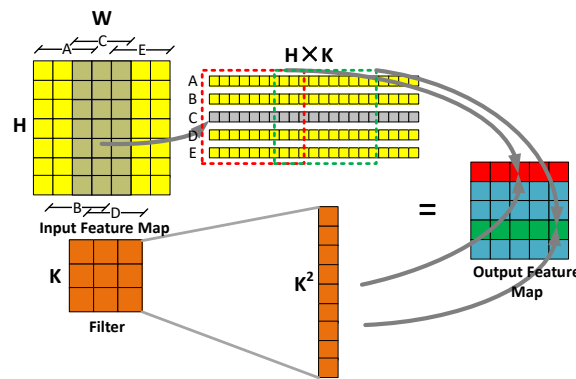 W
C
A
E
H
H×K
A
B
C
D
E
B
D
Input Feature Map
K
Filter
K²
=
Output Feature
Map